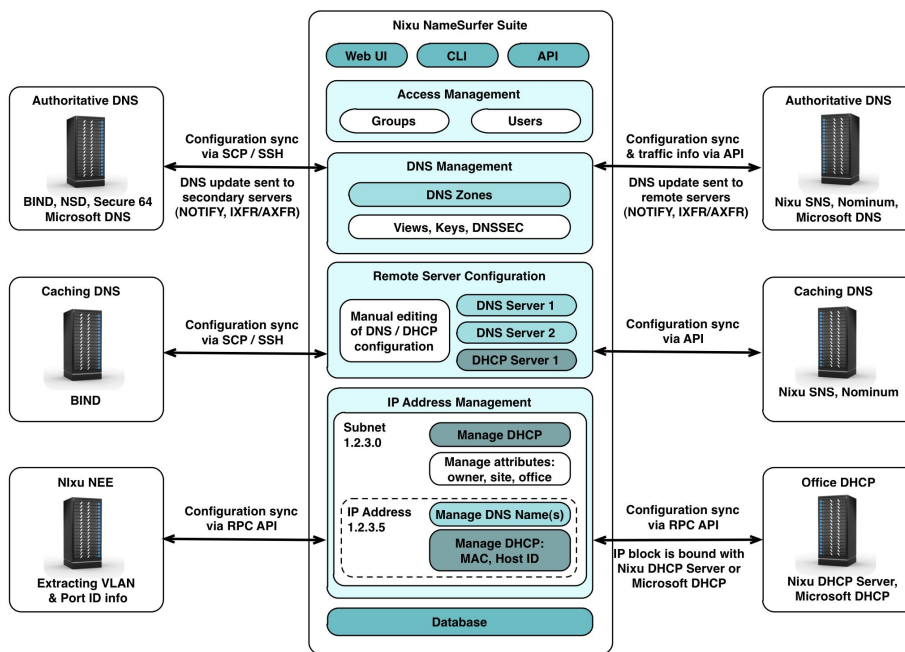 Nixu NameSurfer Suite
Web UI
CLI
API
Access Management
Groups
Users
Authoritative DNS
BIND, NSD, Secure 64
Microsoft DNS
Configuration sync
via SCP / SSH
DNS update sent to
secondary servers
(NOTIFY, IXFR/AXFR)
DNS Management
DNS Zones
Views, Keys, DNSSEC
Configuration sync
& traffic info via API
DNS update sent to
remote servers
(NOTIFY, IXFR/AXFR)
Authoritative DNS
Nixu SNS, Nominum,
Microsoft DNS
Caching DNS
BIND
Configuration sync
via SCP / SSH
Remote Server Configuration
Manual editing
of DNS / DHCP
configuration
DNS Server 1
DNS Server 2
DHCP Server 1
Configuration sync
via API
Caching DNS
Nixu SNS, Nominum
NIxu NEE
Extracting VLAN
& Port ID info
Configuration sync
via RPC API
IP Address Management
Subnet
1.2.3.0
Manage DHCP
Manage attributes:
owner, site, office
IP Address
1.2.3.5
Manage DNS Name(s)
Manage DHCP:
MAC, Host ID
Configuration sync
via RPC API
IP block is bound with
Nixu DHCP Server or
Microsoft DHCP
Office DHCP
Nixu DHCP Server,
Microsoft DHCP
Database